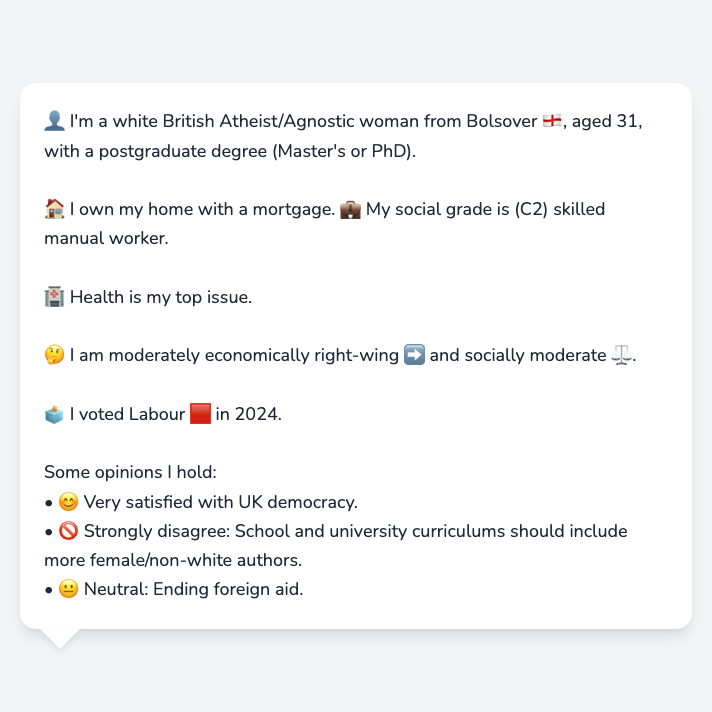 👤 I'm a white British Atheist/Agnostic woman from Bolsover 🏴󠁧󠁢󠁥󠁮󠁧󠁿, aged 31,
with a postgraduate degree (Master's or PhD).
🏠 I own my home with a mortgage. 💼 My social grade is (C2) skilled
manual worker.
🏥 Health is my top issue.
🤔 I am moderately economically right-wing ➡️ and socially moderate ⚖️.
🗳️ I voted Labour 🟥 in 2024.
Some opinions I hold:
• 😊 Very satisfied with UK democracy.
• 🚫 Strongly disagree: School and university curriculums should include
more female/non-white authors.
• 😐 Neutral: Ending foreign aid.